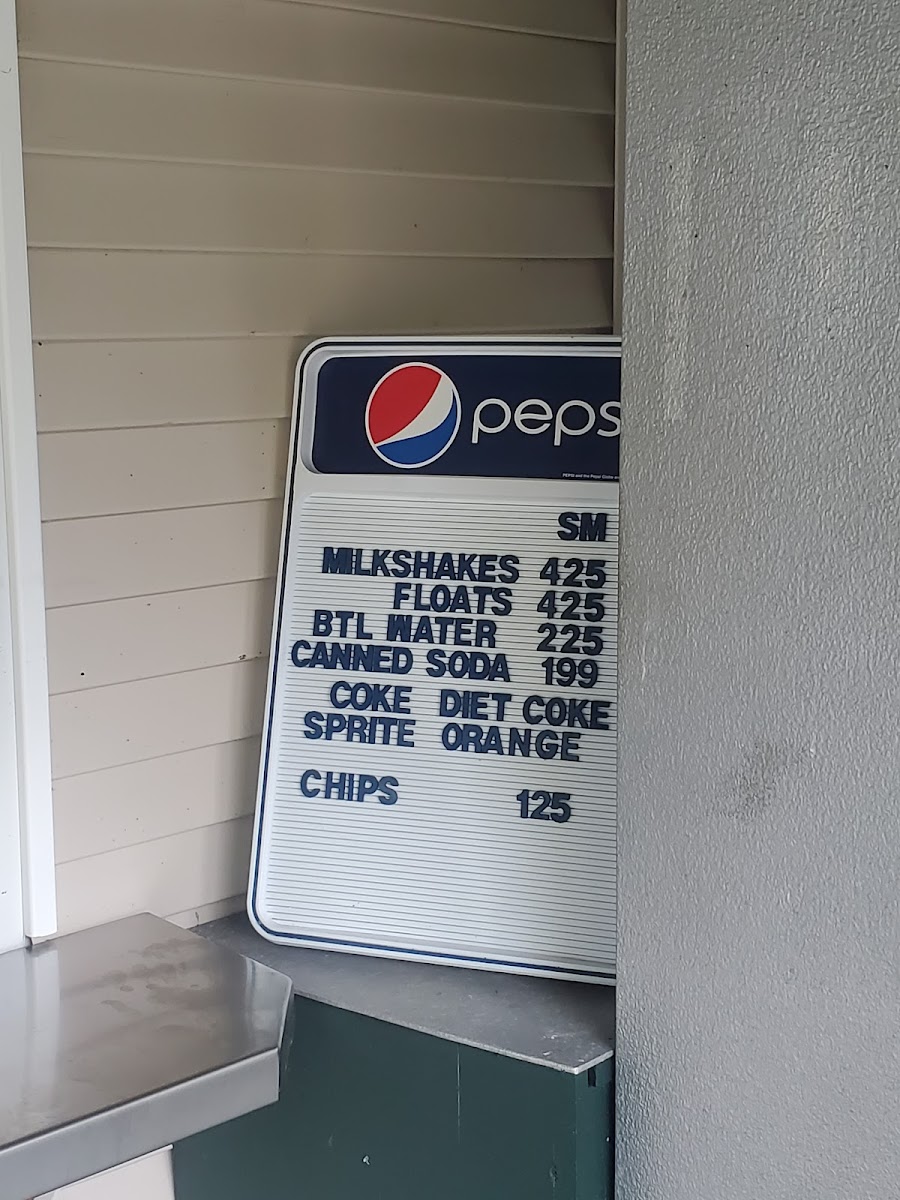 peps
SM
MILKSHAKES 425
FLOATS 425
BTL WATER 225
CANNED SODA 199
COKE DIET COKE
SPRITE ORANGE
CHIPS 125